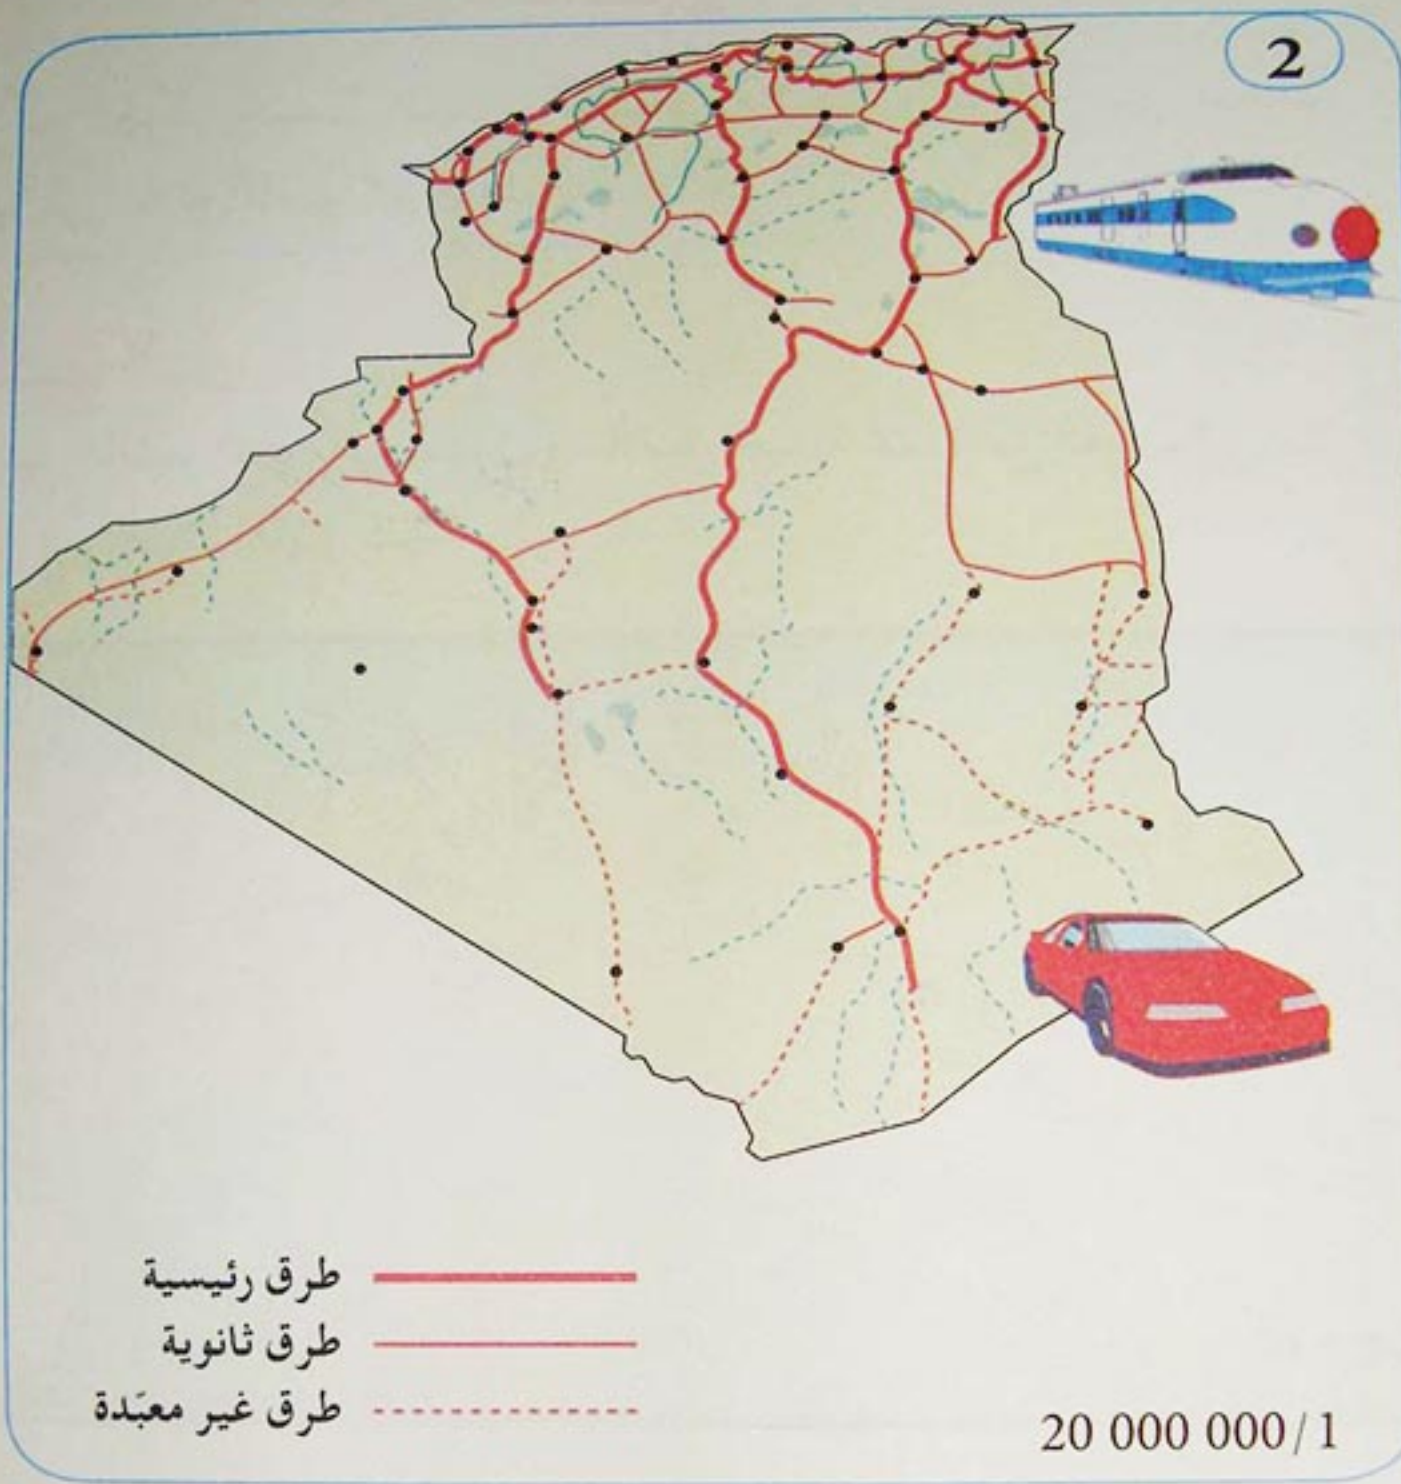 2
طرق رئيسية
طرق ثانوية
طرق غير معبّدة
20 000 000/1